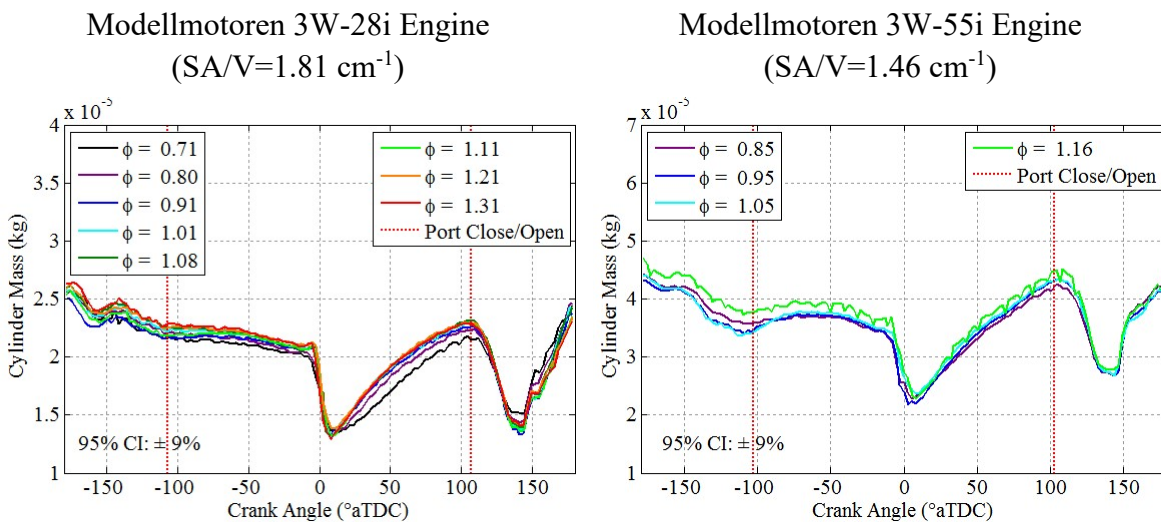 Modellmotoren 3W-28i Engine
(SA/V=1.81 cm⁻¹)
x 10⁻⁵
4
3.5
3
2.5
2
1.5
1
Cylinder Mass (kg)
ϕ = 0.71
ϕ = 0.80
ϕ = 0.91
ϕ = 1.01
ϕ = 1.08
ϕ = 1.11
ϕ = 1.21
ϕ = 1.31
Port Close/Open
95% CI: ± 9%
-150 -100 -50 0 50 100 150
Crank Angle (°aTDC)
Modellmotoren 3W-55i Engine
(SA/V=1.46 cm⁻¹)
x 10⁻⁵
7
6
5
4
3
2
1
Cylinder Mass (kg)
ϕ = 0.85
ϕ = 0.95
ϕ = 1.05
ϕ = 1.16
Port Close/Open
95% CI: ± 9%
-150 -100 -50 0 50 100 150
Crank Angle (°aTDC)